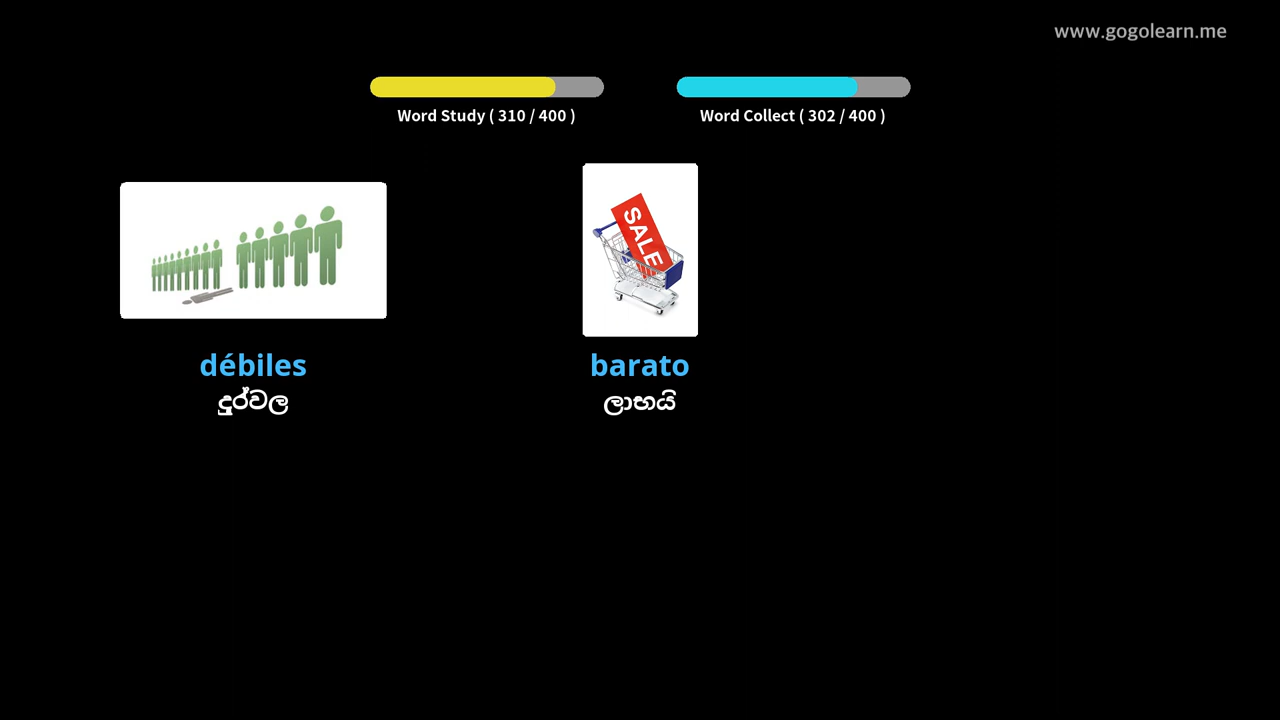 www.gogolearn.me
Word Study ( 310 / 400 )
Word Collect ( 302 / 400 )
SALE
débiles
දුර්වල
barato
ලාභයි